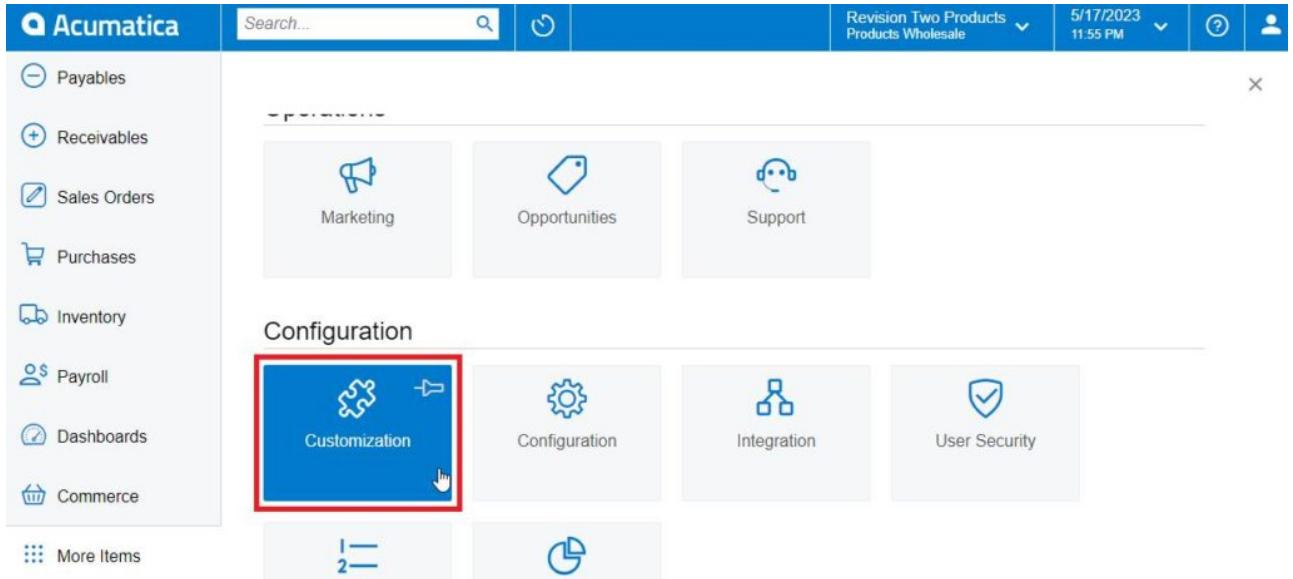 Acumatica
Search...
Revision Two Products
Products Wholesale
5/17/2023
11:55 PM
Payables
Receivables
Sales Orders
Purchases
Inventory
Payroll
Dashboards
Commerce
More Items
Operations
Marketing
Opportunities
Support
Configuration
Customization
Configuration
Integration
User Security